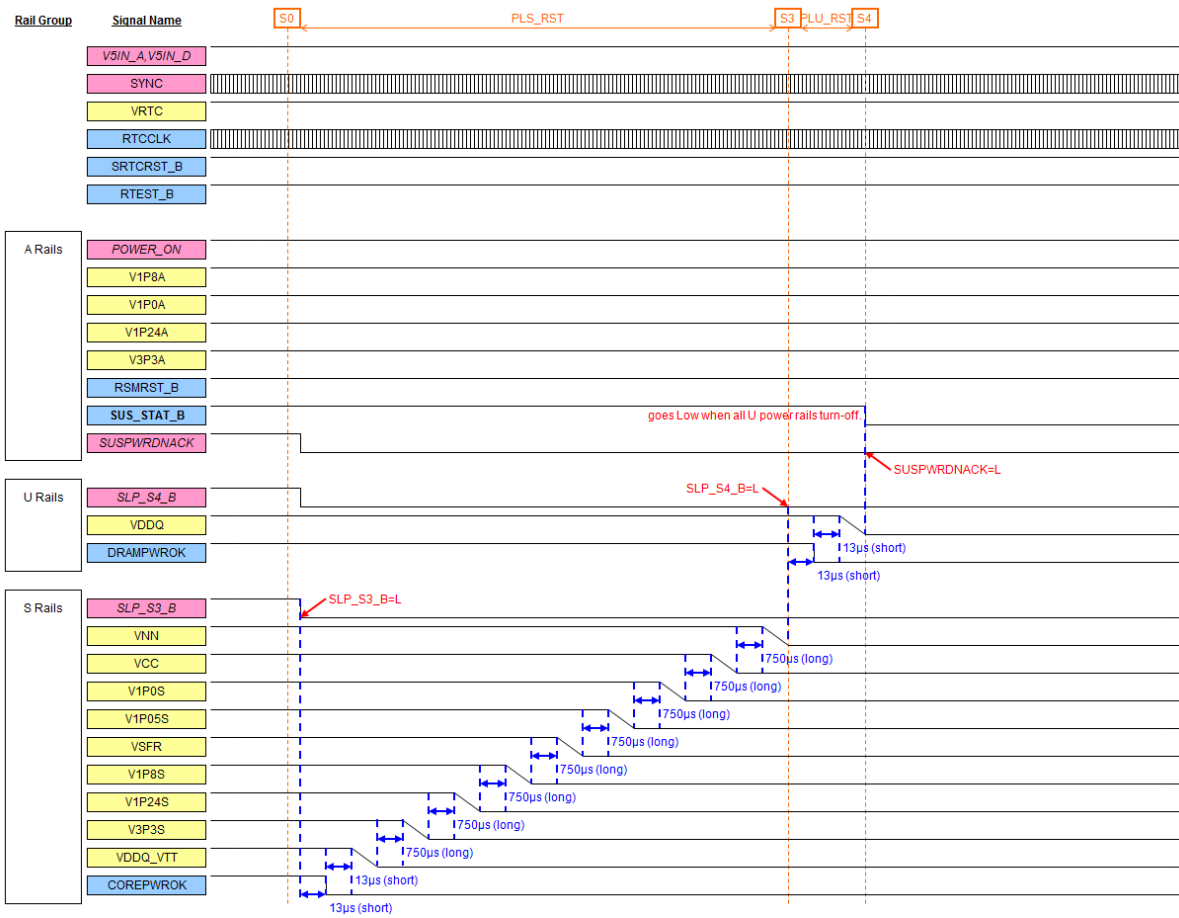 Rail Group Signal Name S0 PLS_RST S3 PLU_RST S4
V5IN_A,V5IN_D
SYNC
VRTC
RTCCLK
SRTCRST_B
RTEST_B
A Rails POWER_ON
V1P8A
V1P0A
V1P24A
V3P3A
RSMRST_B
SUS_STAT_B goes Low when all U power rails turn-off.
SUSPWRDNACK
SUSPWRDNACK=L
SLP_S4_B=L
U Rails SLP_S4_B
VDDQ
13µs (short)
DRAMPWROK
13µs (short)
SLP_S3_B=L
S Rails SLP_S3_B
VNN
750µs (long)
VCC
750µs (long)
V1P0S
750µs (long)
V1P05S
750µs (long)
VSFR
750µs (long)
V1P8S
750µs (long)
V1P24S
750µs (long)
V3P3S
750µs (long)
VDDQ_VTT
13µs (short)
COREPWROK
13µs (short)